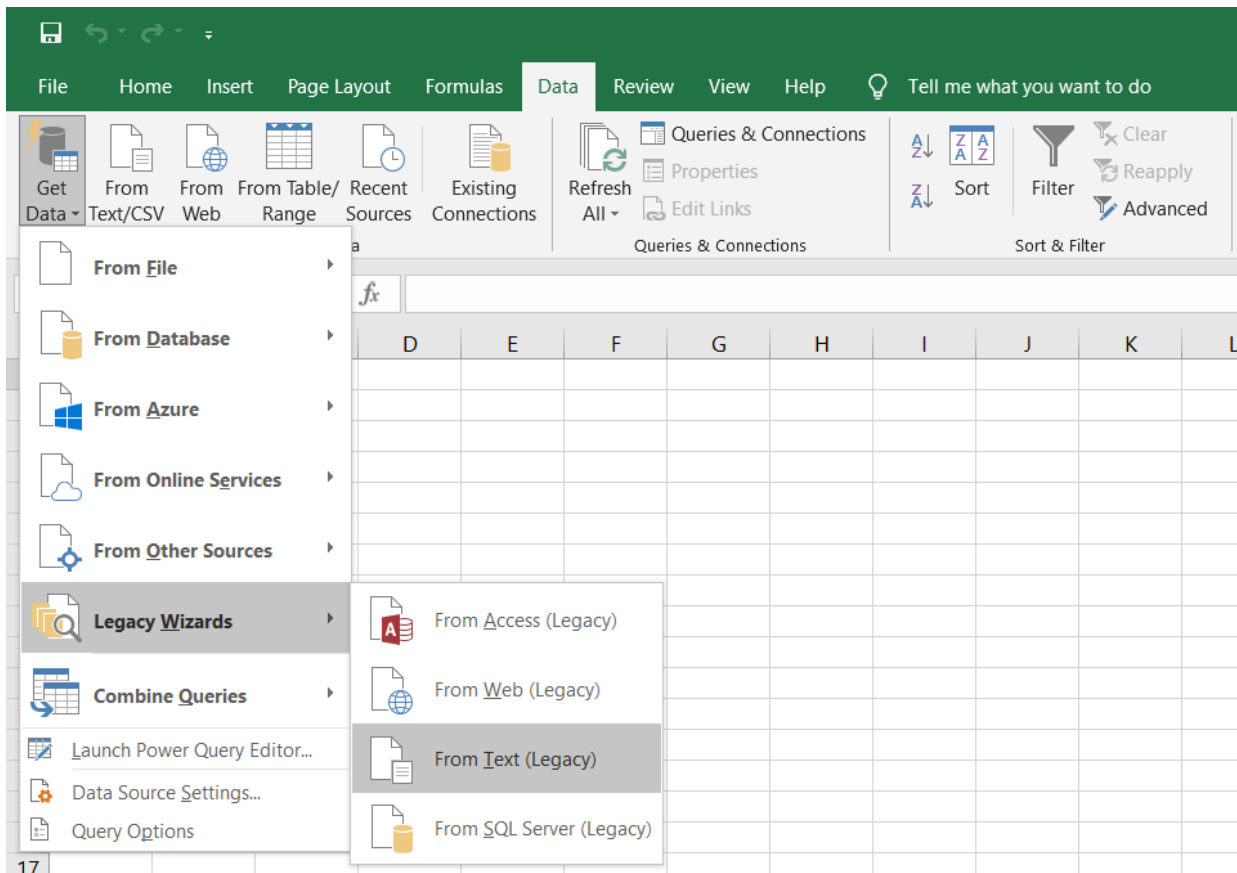 File Home Insert Page Layout Formulas Data Review View Help Tell me what you want to do
Get Data
From Text/CSV
From Web
From Table/ Range
Recent Sources
Existing Connections
Refresh All
Queries & Connections
Properties
Edit Links
Sort
Filter
Clear
Reapply
Advanced
a
Queries & Connections
Sort & Filter
fx
D E F G H I J K L
From File
From Database
From Azure
From Online Services
From Other Sources
Legacy Wizards
Combine Queries
Launch Power Query Editor...
Data Source Settings...
Query Options
From Access (Legacy)
From Web (Legacy)
From Text (Legacy)
From SQL Server (Legacy)
17